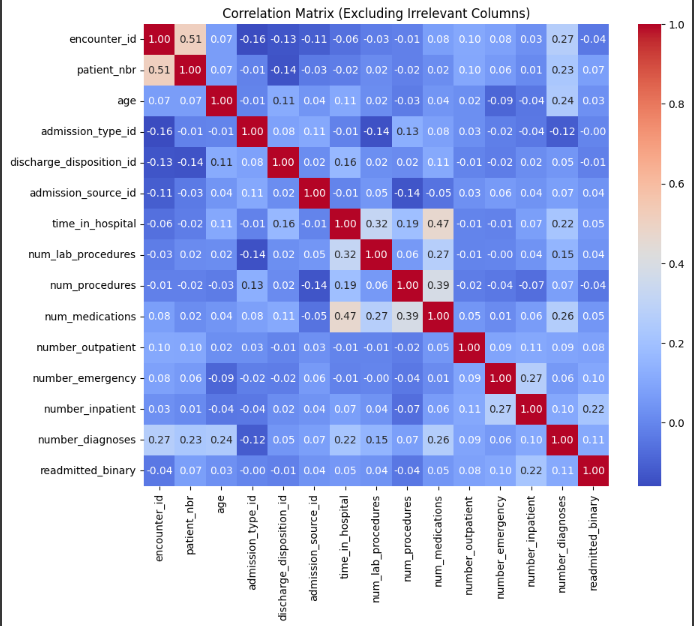 Correlation Matrix (Excluding Irrelevant Columns)
encounter_id 1.00 0.51 0.07 -0.16 -0.13 -0.11 -0.06 -0.03 -0.01 0.08 0.10 0.08 0.03 0.27 -0.04
patient_nbr 0.51 1.00 0.07 -0.01 -0.14 -0.03 -0.02 0.02 -0.02 0.02 0.10 0.06 0.01 0.23 0.07
age 0.07 0.07 1.00 -0.01 0.11 0.04 0.11 0.02 -0.03 0.04 0.02 -0.09 -0.04 0.24 0.03
admission_type_id -0.16 -0.01 -0.01 1.00 0.08 0.11 -0.01 -0.14 0.13 0.08 0.03 -0.02 -0.04 -0.12 -0.00
discharge_disposition_id -0.13 -0.14 0.11 0.08 1.00 0.02 0.16 0.02 0.02 0.11 -0.01 -0.02 0.02 0.05 -0.01
admission_source_id -0.11 -0.03 0.04 0.11 0.02 1.00 -0.01 0.05 -0.14 -0.05 0.03 0.06 0.04 0.07 0.04
time_in_hospital -0.06 -0.02 0.11 -0.01 0.16 -0.01 1.00 0.32 0.19 0.47 -0.01 -0.01 0.07 0.22 0.05
num_lab_procedures -0.03 0.02 0.02 -0.14 0.02 0.05 0.32 1.00 0.06 0.27 -0.01 -0.00 0.04 0.15 0.04
num_procedures -0.01 -0.02 -0.03 0.13 0.02 -0.14 0.19 0.06 1.00 0.39 -0.02 -0.04 -0.07 0.07 -0.04
num_medications 0.08 0.02 0.04 0.08 0.11 -0.05 0.47 0.27 0.39 1.00 0.05 0.01 0.06 0.26 0.05
number_outpatient 0.10 0.10 0.02 0.03 -0.01 0.03 -0.01 -0.01 -0.02 0.05 1.00 0.09 0.11 0.09 0.08
number_emergency 0.08 0.06 -0.09 -0.02 -0.02 0.06 -0.01 -0.00 -0.04 0.01 0.09 1.00 0.27 0.06 0.10
number_inpatient 0.03 0.01 -0.04 -0.04 0.02 0.04 0.07 0.04 -0.07 0.06 0.11 0.27 1.00 0.10 0.22
number_diagnoses 0.27 0.23 0.24 -0.12 0.05 0.07 0.22 0.15 0.07 0.26 0.09 0.06 0.10 1.00 0.11
readmitted_binary -0.04 0.07 0.03 -0.00 -0.01 0.04 0.05 0.04 -0.04 0.05 0.08 0.10 0.22 0.11 1.00
encounter_id
patient_nbr
age
admission_type_id
discharge_disposition_id
admission_source_id
time_in_hospital
num_lab_procedures
num_procedures
num_medications
number_outpatient
number_emergency
number_inpatient
number_diagnoses
readmitted_binary
1.0
0.8
0.6
0.4
0.2
0.0